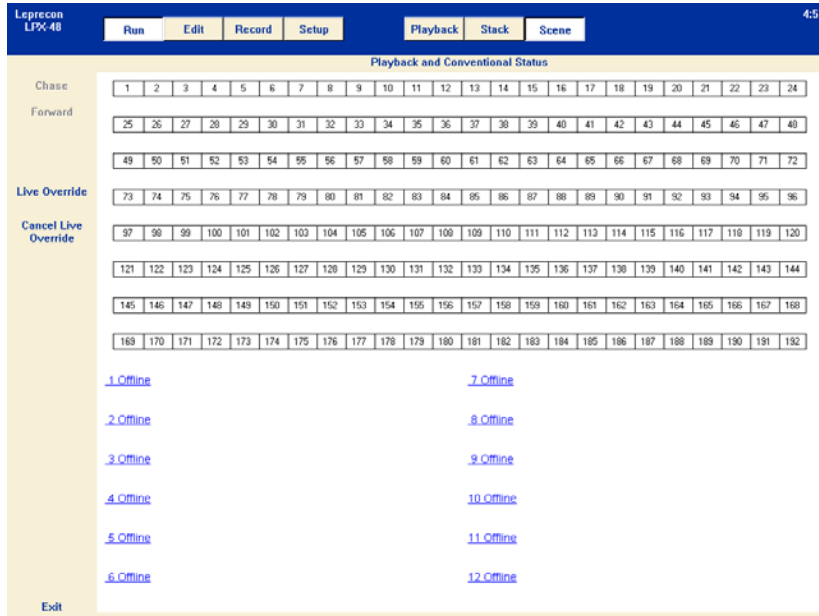 Leprecon
LPX-48
Run Edit Record Setup Playback Stack Scene
4:5
Playback and Conventional Status
Chase
Forward
Live Override
Cancel Live
Override
Exit
1 2 3 4 5 6 7 8 9 10 11 12 13 14 15 16 17 18 19 20 21 22 23 24
25 26 27 28 29 30 31 32 33 34 35 36 37 38 39 40 41 42 43 44 45 46 47 48
49 50 51 52 53 54 55 56 57 58 59 60 61 62 63 64 65 66 67 68 69 70 71 72
73 74 75 76 77 78 79 80 81 82 83 84 85 86 87 88 89 90 91 92 93 94 95 96
97 98 99 100 101 102 103 104 105 106 107 108 109 110 111 112 113 114 115 116 117 118 119 120
121 122 123 124 125 126 127 128 129 130 131 132 133 134 135 136 137 138 139 140 141 142 143 144
145 146 147 148 149 150 151 152 153 154 155 156 157 158 159 160 161 162 163 164 165 166 167 168
169 170 171 172 173 174 175 176 177 178 179 180 181 182 183 184 185 186 187 188 189 190 191 192
1 Offline
2 Offline
3 Offline
4 Offline
5 Offline
6 Offline
7 Offline
8 Offline
9 Offline
10 Offline
11 Offline
12 Offline